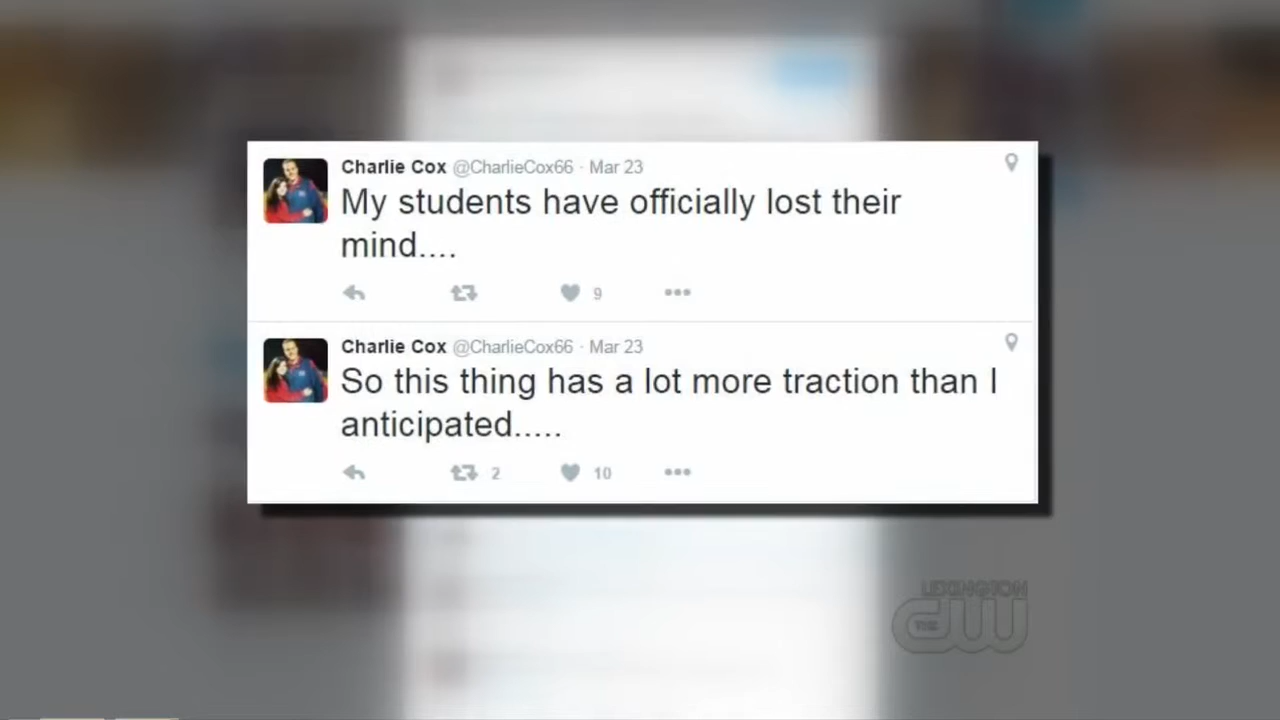 Charlie Cox @CharlieCox66 · Mar 23
My students have officially lost their
mind....
9
Charlie Cox @CharlieCox66 · Mar 23
So this thing has a lot more traction than I
anticipated.....
2 10
LEXINGTON
THE CW